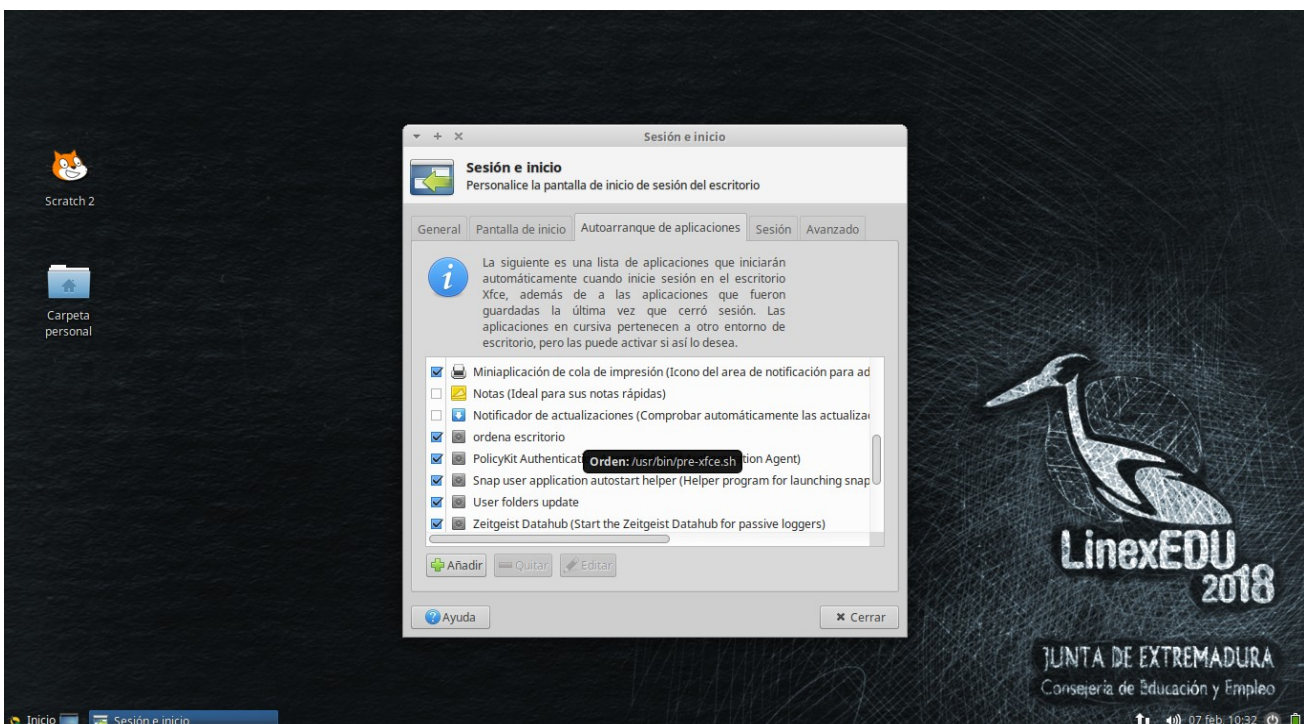 Scratch 2
Carpeta
personal
Sesión e inicio
Sesión e inicio
Personalice la pantalla de inicio de sesión del escritorio
General Pantalla de inicio Autoarranque de aplicaciones Sesión Avanzado
La siguiente es una lista de aplicaciones que iniciarán
automáticamente cuando inicie sesión en el escritorio
Xfce, además de a las aplicaciones que fueron
guardadas la última vez que cerró sesión. Las
aplicaciones en cursiva pertenecen a otro entorno de
escritorio, pero las puede activar si así lo desea.
Miniaplicación de cola de impresión (Icono del area de notificación para ad
Notas (Ideal para sus notas rápidas)
Notificador de actualizaciones (Comprobar automáticamente las actualiza
ordena escritorio
PolicyKit Authenticati
Orden: /usr/bin/pre-xfce.sh
tion Agent)
Snap user application autostart helper (Helper program for launching snap
User folders update
Zeitgeist Datahub (Start the Zeitgeist Datahub for passive loggers)
Añadir Quitar Editar
Ayuda Cerrar
LinexEDU
2018
JUNTA DE EXTREMADURA
Consejería de Educación y Empleo
Inicio Sesión e inicio 07 feb, 10:32